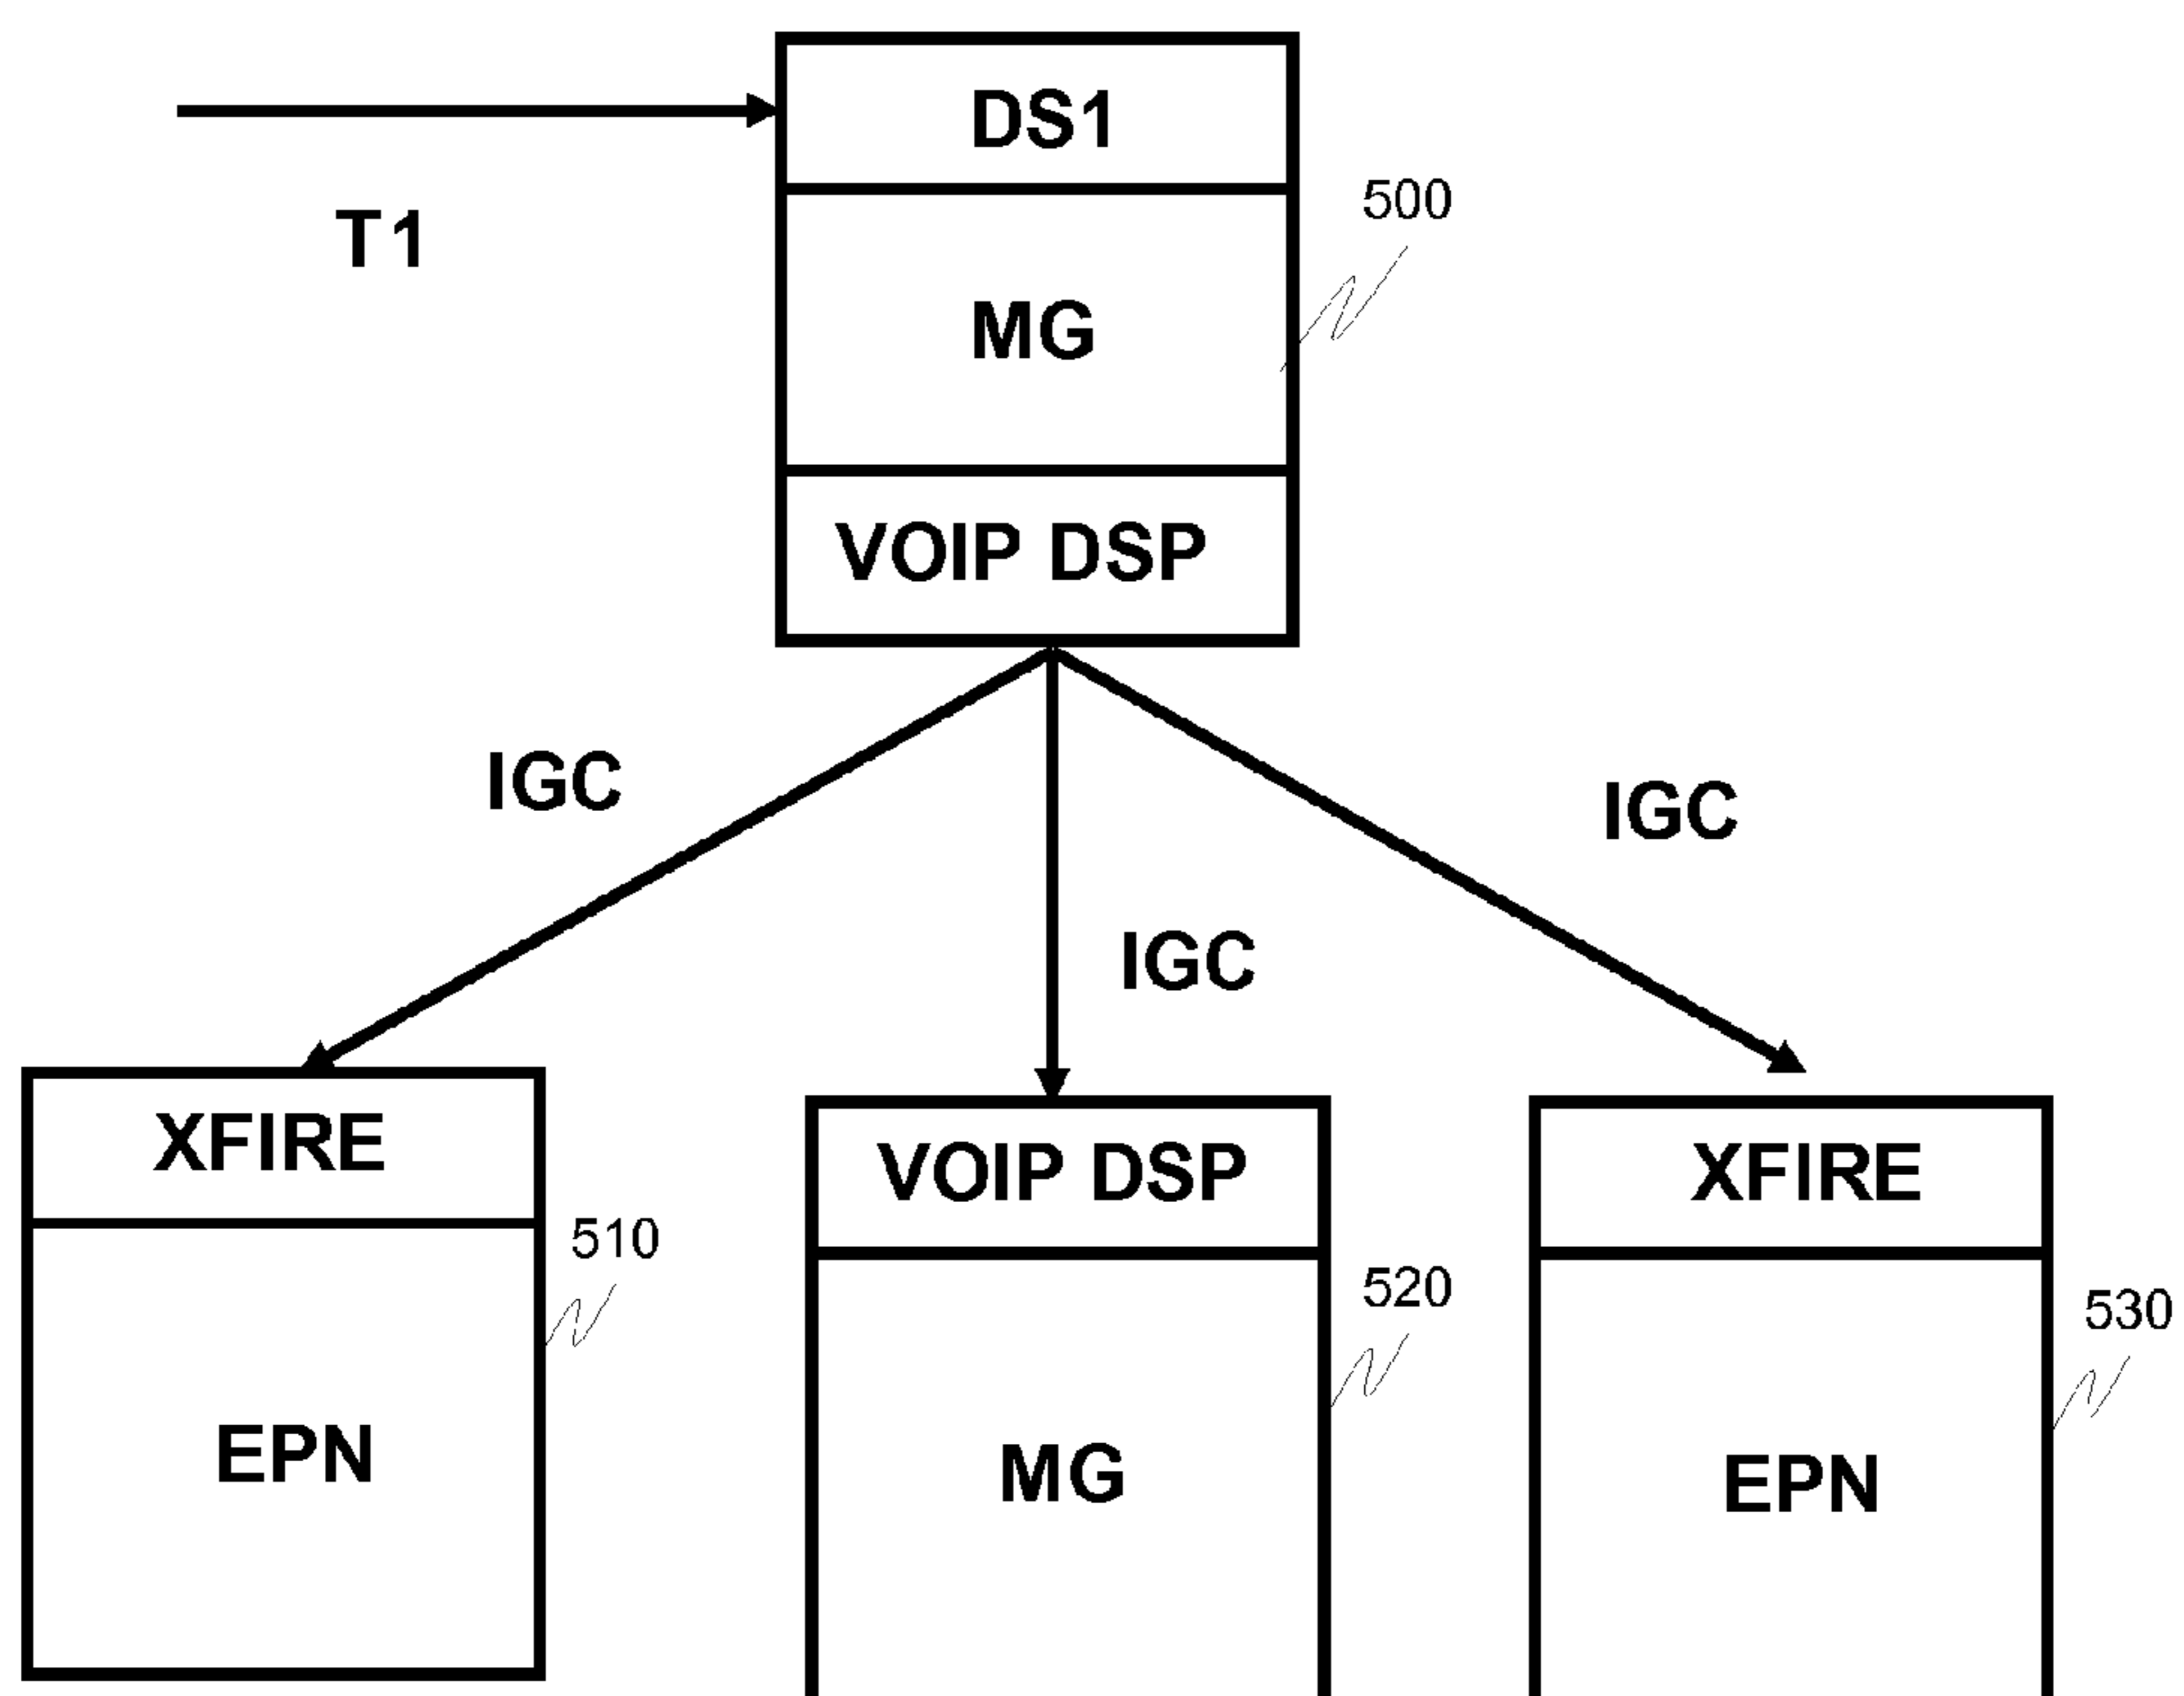 DS1
500
T1
MG
VOIP DSP
IGC
IGC
IGC
XFIRE
VOIP DSP
XFIRE
510
520
530
EPN
MG
EPN